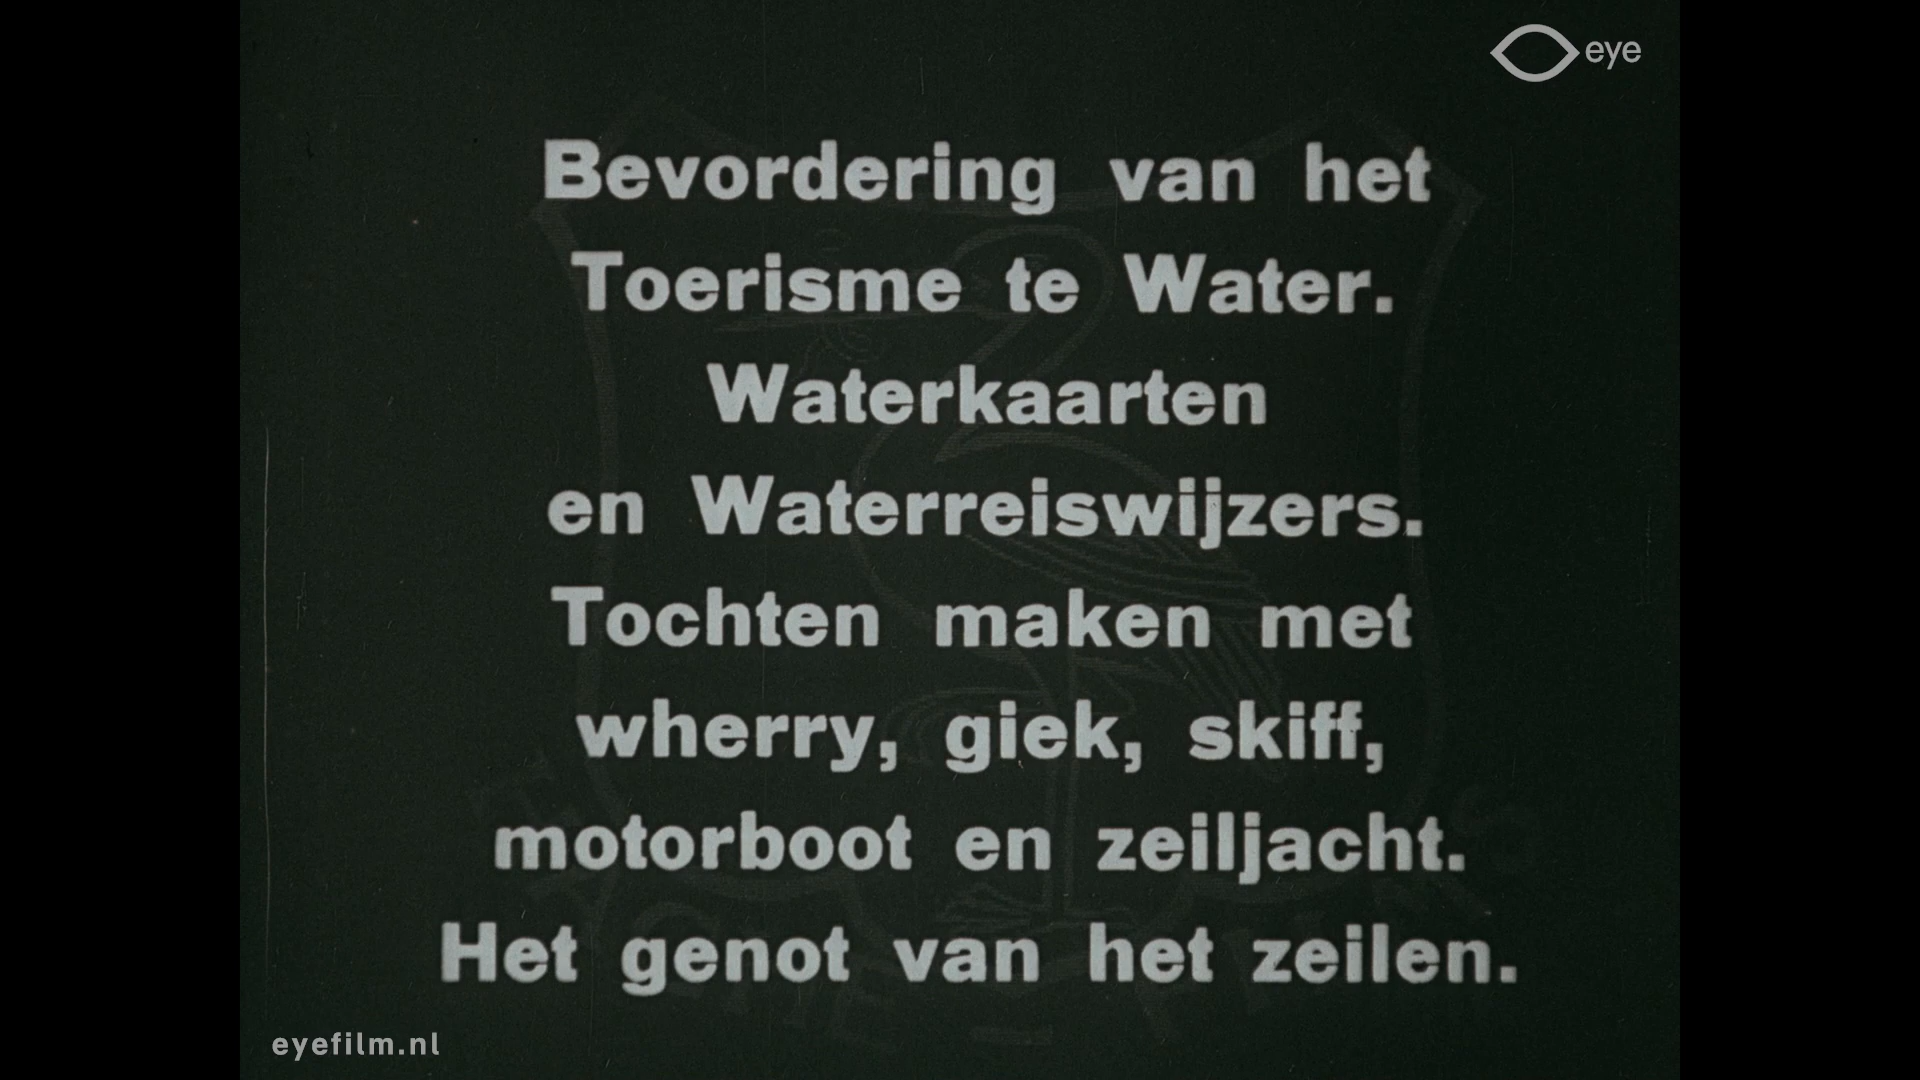 eye
Bevordering van het
Toerisme te Water.
Waterkaarten
en Waterreiswijzers.
Tochten maken met
wherry, giek, skiff,
motorboot en zeiljacht.
Het genot van het zeilen.
eyefilm.nl